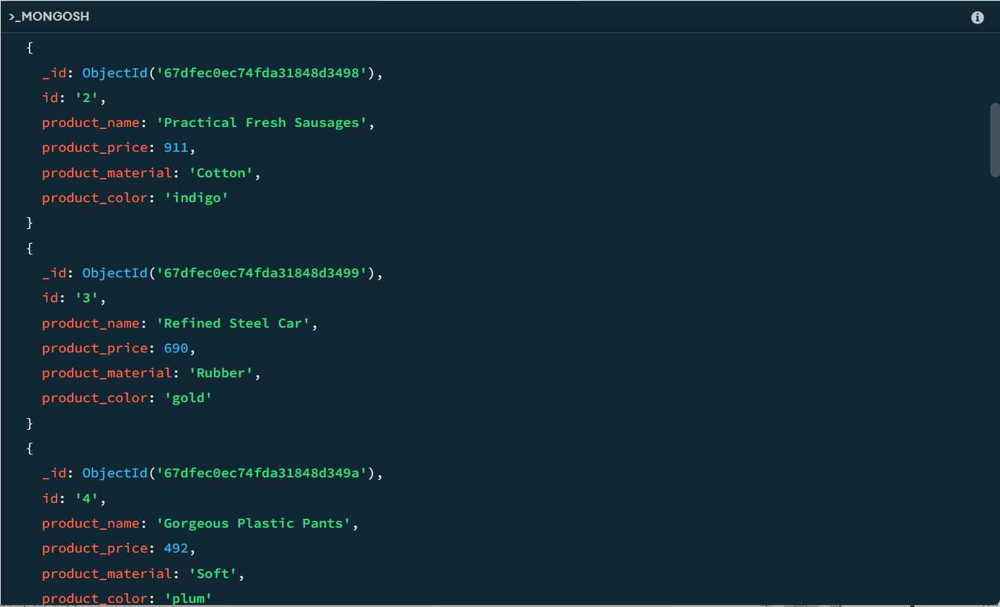 >_MONGOSH
{
_id: ObjectId('67dfec0ec74fda31848d3498'),
id: '2',
product_name: 'Practical Fresh Sausages',
product_price: 911,
product_material: 'Cotton',
product_color: 'indigo'
}
{
_id: ObjectId('67dfec0ec74fda31848d3499'),
id: '3',
product_name: 'Refined Steel Car',
product_price: 690,
product_material: 'Rubber',
product_color: 'gold'
}
{
_id: ObjectId('67dfec0ec74fda31848d349a'),
id: '4',
product_name: 'Gorgeous Plastic Pants',
product_price: 492,
product_material: 'Soft',
product_color: 'plum'